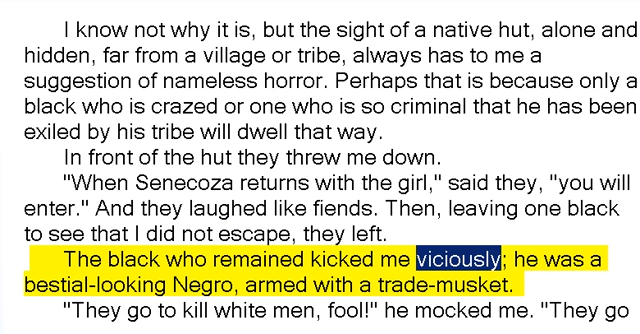 I know not why it is, but the sight of a native hut, alone and
hidden, far from a village or tribe, always has to me a
suggestion of nameless horror. Perhaps that is because only a
black who is crazed or one who is so criminal that he has been
exiled by his tribe will dwell that way.
In front of the hut they threw me down.
"When Senecoza returns with the girl," said they, "you will
enter." And they laughed like fiends. Then, leaving one black
to see that I did not escape, they left.
The black who remained kicked me viciously; he was a
bestial-looking Negro, armed with a trade-musket.
"They go to kill white men, fool!" he mocked me. "They go